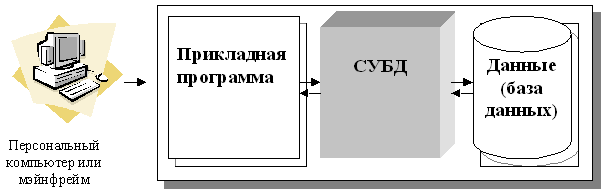 Персональный
компьютер или
мэйнфрейм
Прикладная
программа
СУБД
Данные
(база
данных)